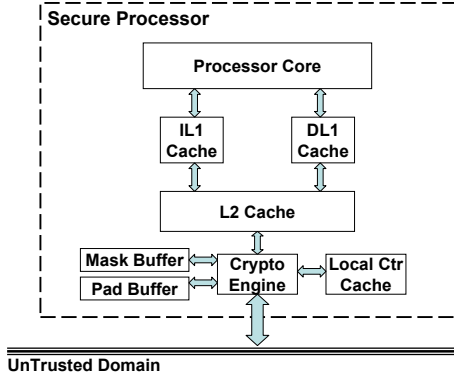 Secure Processor
Processor Core
IL1
Cache
DL1
Cache
L2 Cache
Mask Buffer
Pad Buffer
Crypto
Engine
Local Ctr
Cache
UnTrusted Domain